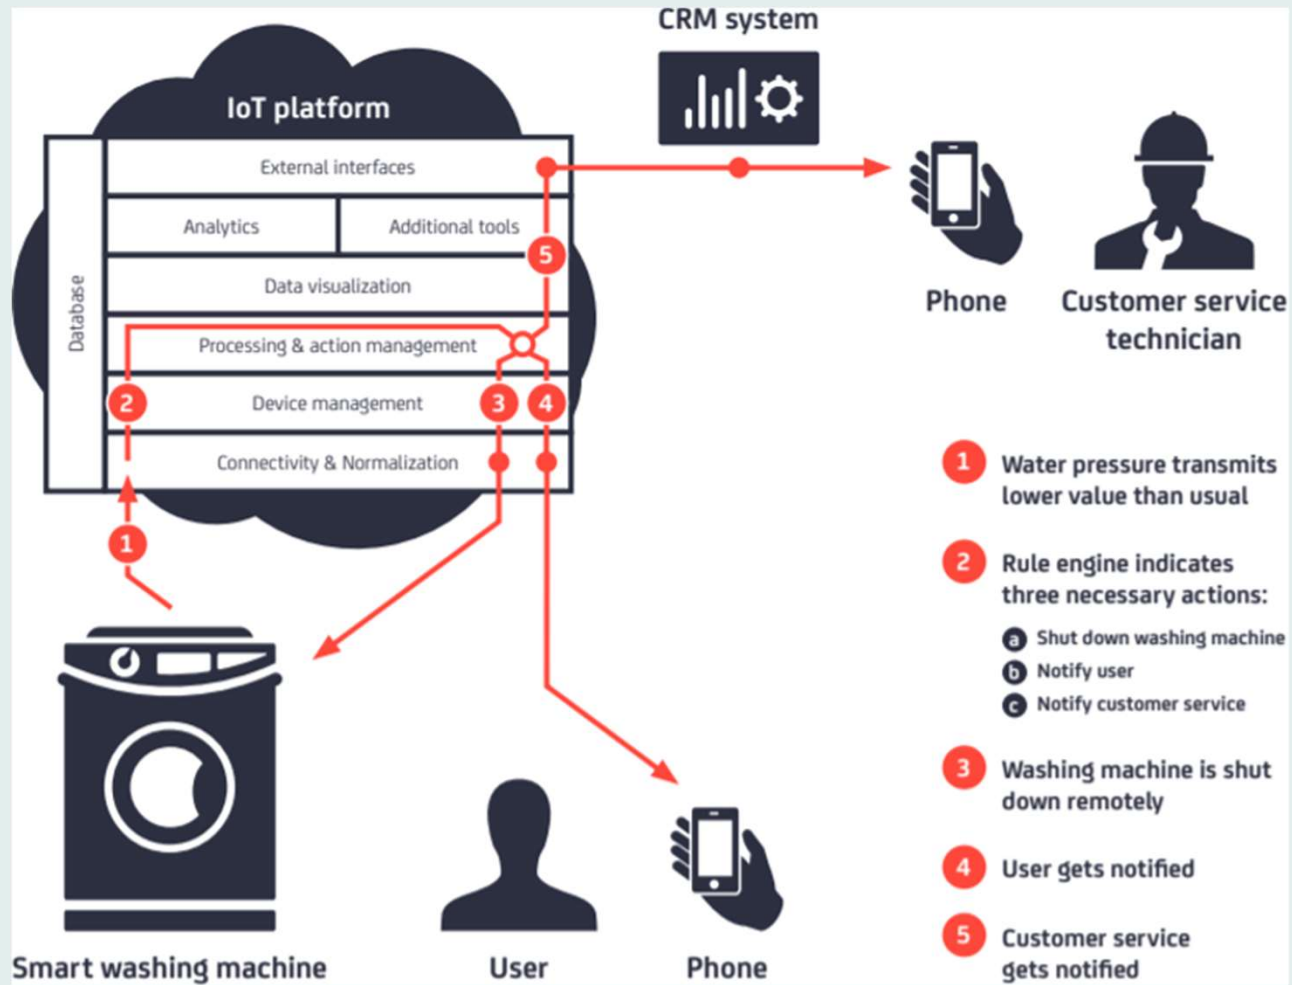 CRM system
IoT platform
External interfaces
Analytics
Additional tools
Data visualization
Processing & action management
Device management
Connectivity & Normalization
Database
1
2
3
4
5
Phone
Customer service
technician
Smart washing machine
User
Phone
1 Water pressure transmits
lower value than usual
2 Rule engine indicates
three necessary actions:
a Shut down washing machine
b Notify user
c Notify customer service
3 Washing machine is shut
down remotely
4 User gets notified
5 Customer service
gets notified